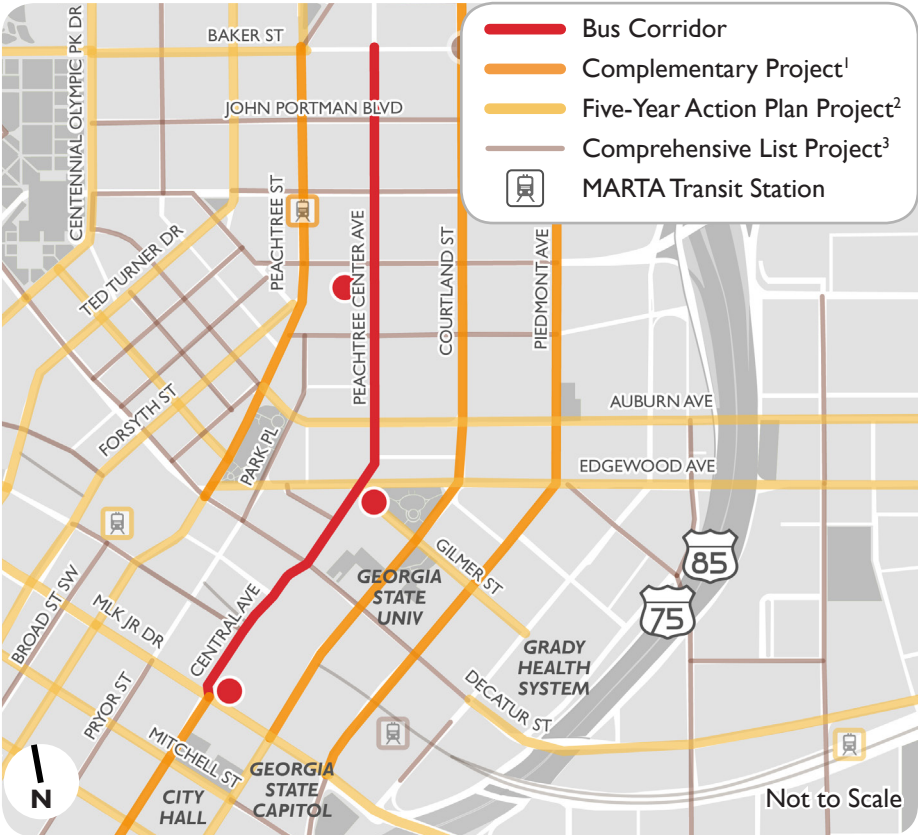 Bus Corridor
Complementary Project¹
Five-Year Action Plan Project²
Comprehensive List Project³
MARTA Transit Station
BAKER ST
CENTENNIAL OLYMPIC PK DR
JOHN PORTMAN BLVD
PEACHTREE ST
PEACHTREE CENTER AVE
COURTLAND ST
PIEDMONT AVE
TED TURNER DR
FORSYTH ST
PARK PL
AUBURN AVE
EDGEWOOD AVE
85
75
GILMER ST
GEORGIA
STATE
UNIV
GRADY
HEALTH
SYSTEM
BROAD ST SW
MLK JR DR
CENTRAL AVE
PRYOR ST
DECATUR ST
MITCHELL ST
GEORGIA
STATE
CAPITOL
CITY
HALL
N
Not to Scale